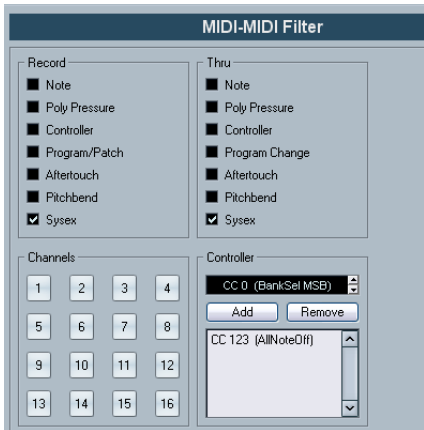 MIDI-MIDI Filter
Record
Note
Poly Pressure
Controller
Program/Patch
Aftertouch
Pitchbend
Sysex
Thru
Note
Poly Pressure
Controller
Program Change
Aftertouch
Pitchbend
Sysex
Channels
1 2 3 4
5 6 7 8
9 10 11 12
13 14 15 16
Controller
CC 0 (BankSel MSB)
Add Remove
CC 123 (AllNoteOff)